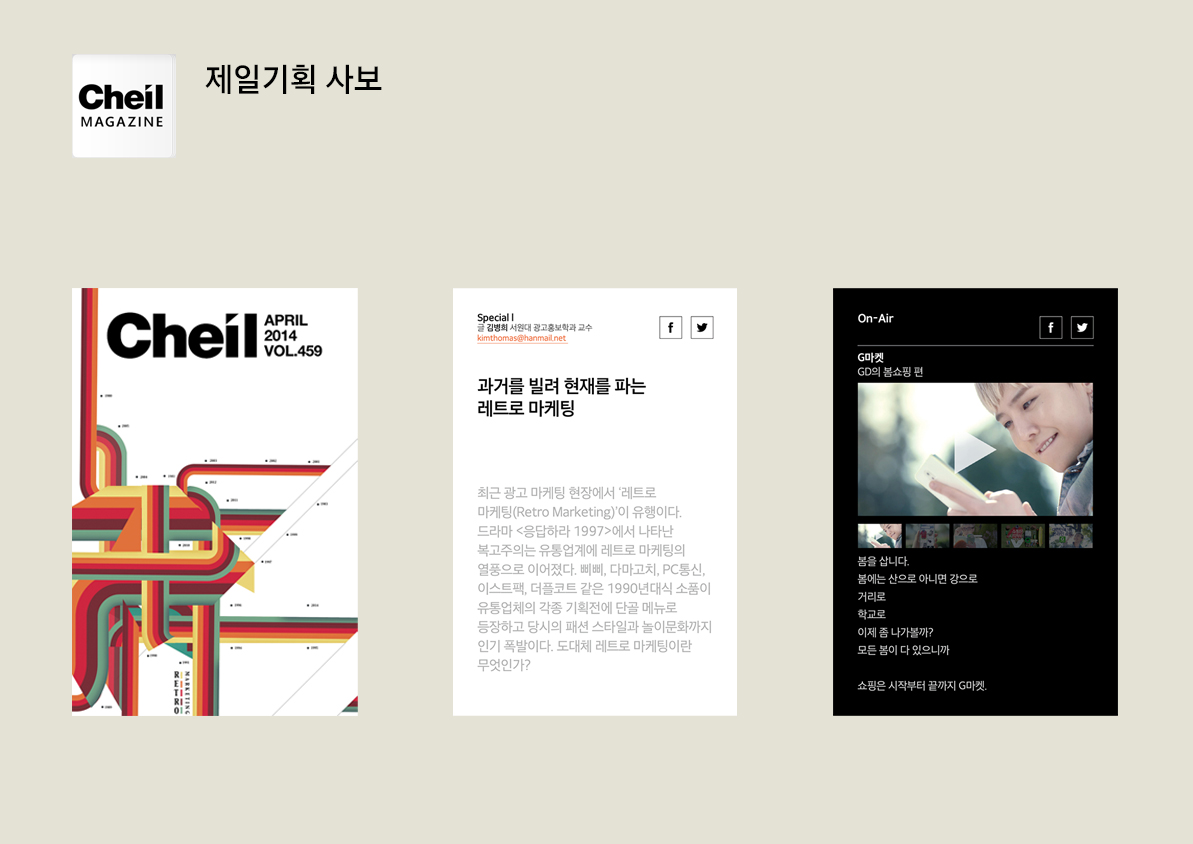 Cheil
MAGAZINE
제일기획 사보
Cheil
APRIL
2014
VOL.459
RETRO
MARKETING
Special I
글 김병희 서원대 광고홍보학과 교수
kimthomas@hanmail.net
과거를 빌려 현재를 파는
레트로 마케팅
최근 광고 마케팅 현장에서 ‘레트로
마케팅(Retro Marketing)’이 유행이다.
드라마 <응답하라 1997>에서 나타난
복고주의는 유통업계에 레트로 마케팅의
열풍으로 이어졌다. 삐삐, 다마고치, PC통신,
이스트팩, 더플코트 같은 1990년대식 소품이
유통업체의 각종 기획전에 단골 메뉴로
등장하고 당시의 패션 스타일과 놀이문화까지
인기 폭발이다. 도대체 레트로 마케팅이란
무엇인가?
On-Air
G마켓
GD의 봄쇼핑 편
봄을 삽니다.
봄에는 산으로 아니면 강으로
거리로
학교로
이제 좀 나가볼까?
모든 봄이 다 있으니까
쇼핑은 시작부터 끝까지 G마켓.